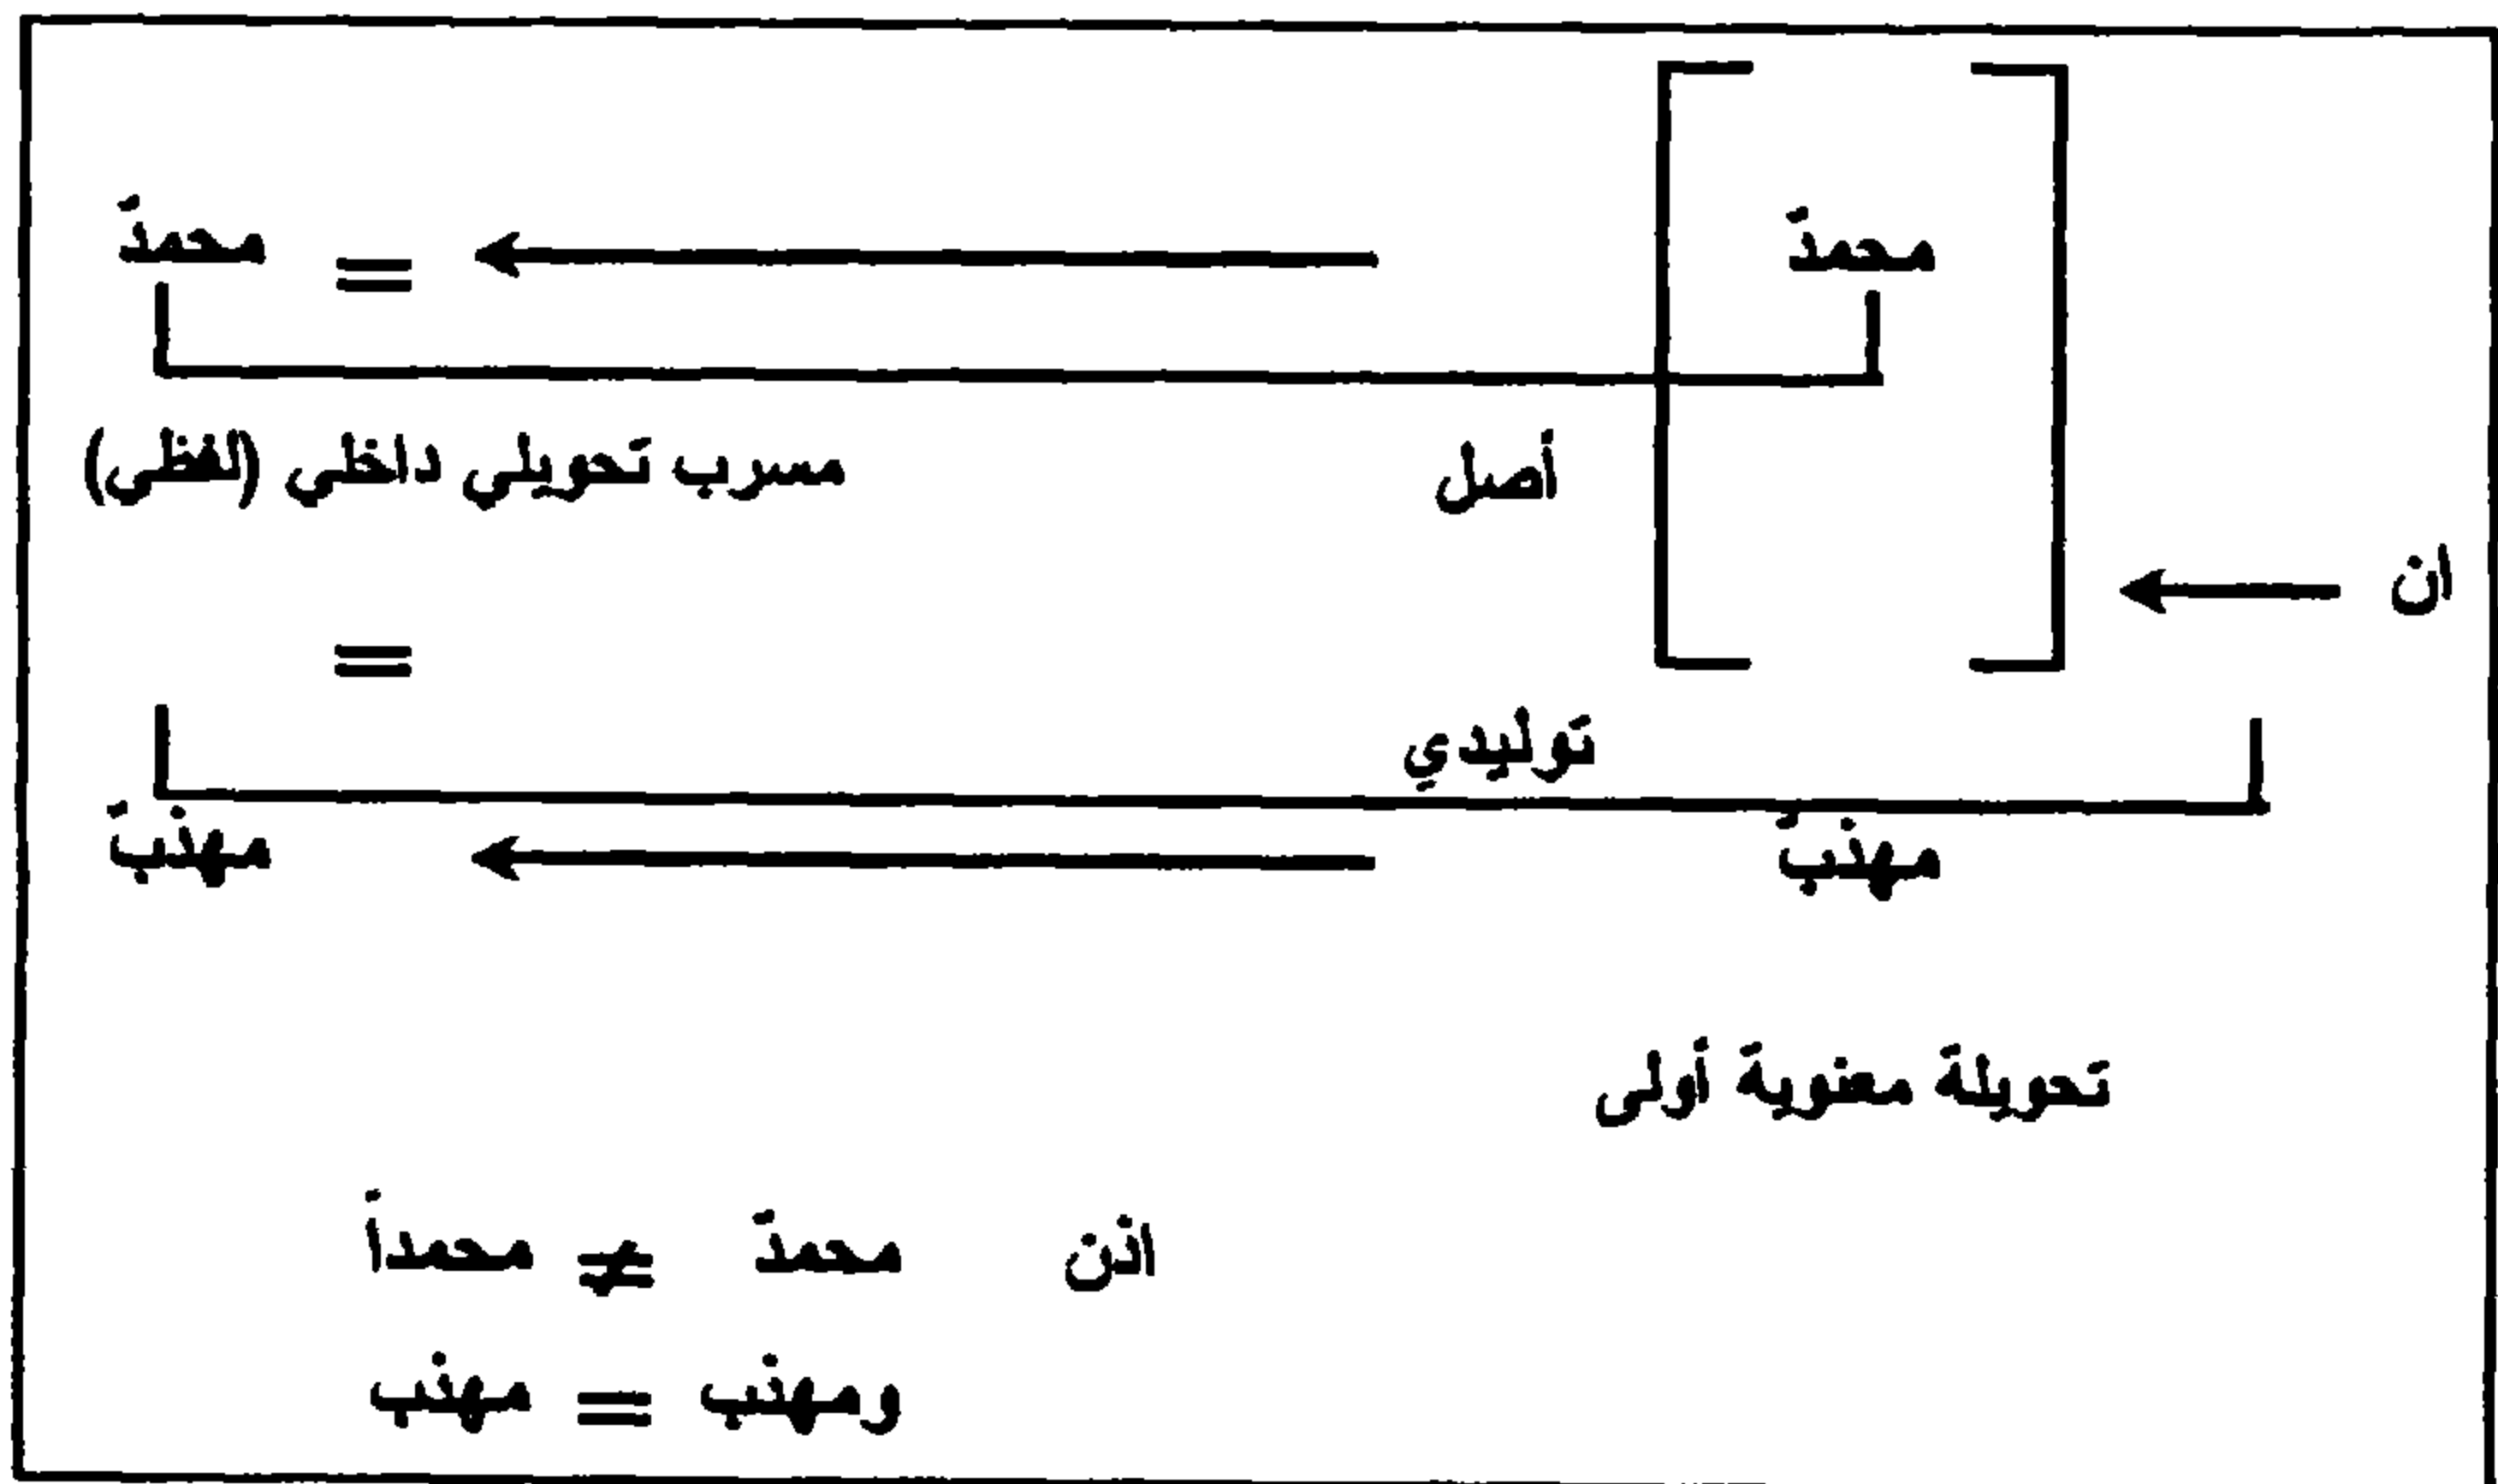 محمدٌ = محمدٌ
أصل مسرب تحويلي داخلي (لفظي)
ان
=
توليدي
مهذبٌ مهذبٌ
تحويلة معنوية أولى
اذن محمدٌ ≠ محمداً
ومهذب = مهذب